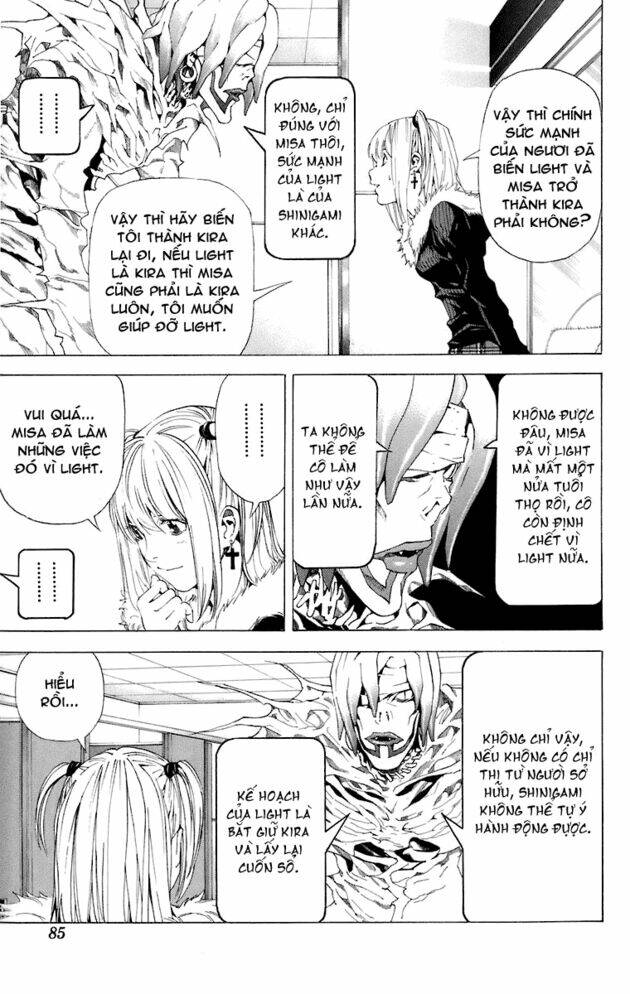 VẬY THÌ CHÍNH
SỨC MẠNH
CỦA NGƯƠI ĐÃ
BIẾN LIGHT VÀ
MISA TRỞ
THÀNH KIRA
PHẢI KHÔNG?
KHÔNG, CHỈ
ĐÚNG VỚI
MISA THÔI,
SỨC MẠNH
CỦA LIGHT
LÀ CỦA
SHINIGAMI
KHÁC.
......
VẬY THÌ HÃY BIẾN
TÔI THÀNH KIRA
LẠI ĐI, NẾU LIGHT
LÀ KIRA THÌ MISA
CŨNG PHẢI LÀ KIRA
LUÔN, TÔI MUỐN
GIÚP ĐỠ LIGHT.
KHÔNG ĐƯỢC
ĐÂU, MISA
ĐÃ VÌ LIGHT
MÀ MẤT MỘT
NỬA TUỔI
THỌ RỒI, CÔ
CÒN ĐỊNH
CHẾT VÌ
LIGHT NỮA.
TA KHÔNG
THỂ ĐỂ
CÔ LÀM
NHƯ VẬY
LẦN NỮA.
......
VUI QUÁ...
MISA ĐÃ LÀM
NHỮNG VIỆC
ĐÓ VÌ LIGHT.
......
KHÔNG CHỈ VẬY,
NẾU KHÔNG CÓ CHỈ
THỊ TỪ NGƯỜI SỞ
HỮU, SHINIGAMI
KHÔNG THỂ TỰ Ý
HÀNH ĐỘNG ĐƯỢC.
KẾ HOẠCH
CỦA LIGHT LÀ
BẮT GIỮ KIRA
VÀ LẤY LẠI
CUỐN SỔ.
HIỂU
RỒI...
85